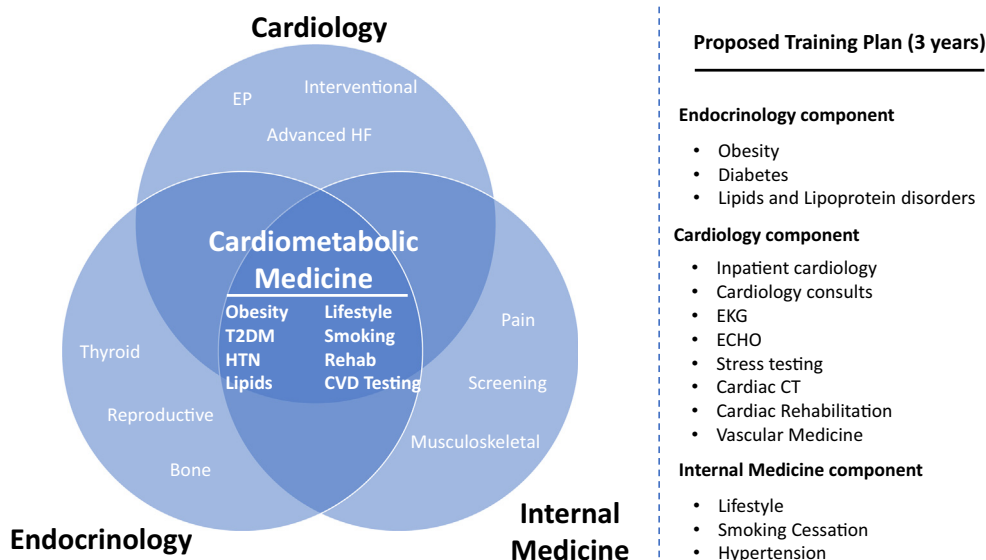 Cardiology
EP
Interventional
Advanced HF
Cardiometabolic
Medicine
Obesity Lifestyle
T2DM Smoking
HTN Rehab
Lipids CVD Testing
Thyroid
Reproductive
Bone
Pain
Screening
Musculoskeletal
Endocrinology
Internal
Medicine
Proposed Training Plan (3 years)
Endocrinology component
• Obesity
• Diabetes
• Lipids and Lipoprotein disorders
Cardiology component
• Inpatient cardiology
• Cardiology consults
• EKG
• ECHO
• Stress testing
• Cardiac CT
• Cardiac Rehabilitation
• Vascular Medicine
Internal Medicine component
• Lifestyle
• Smoking Cessation
• Hypertension